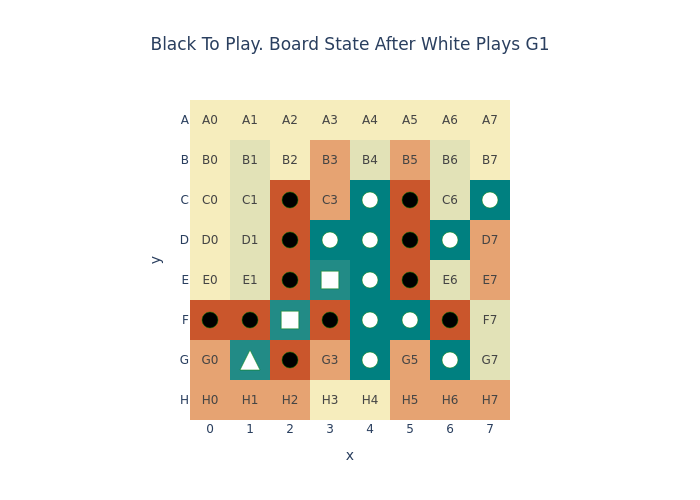 Black To Play. Board State After White Plays G1
A A0 A1 A2 A3 A4 A5 A6 A7
B B0 B1 B2 B3 B4 B5 B6 B7
C C0 C1 C3 C6
D D0 D1 D7
E E0 E1 E6 E7
F F7
G G0 G3 G5 G7
H H0 H1 H2 H3 H4 H5 H6 H7
0 1 2 3 4 5 6 7
x
y